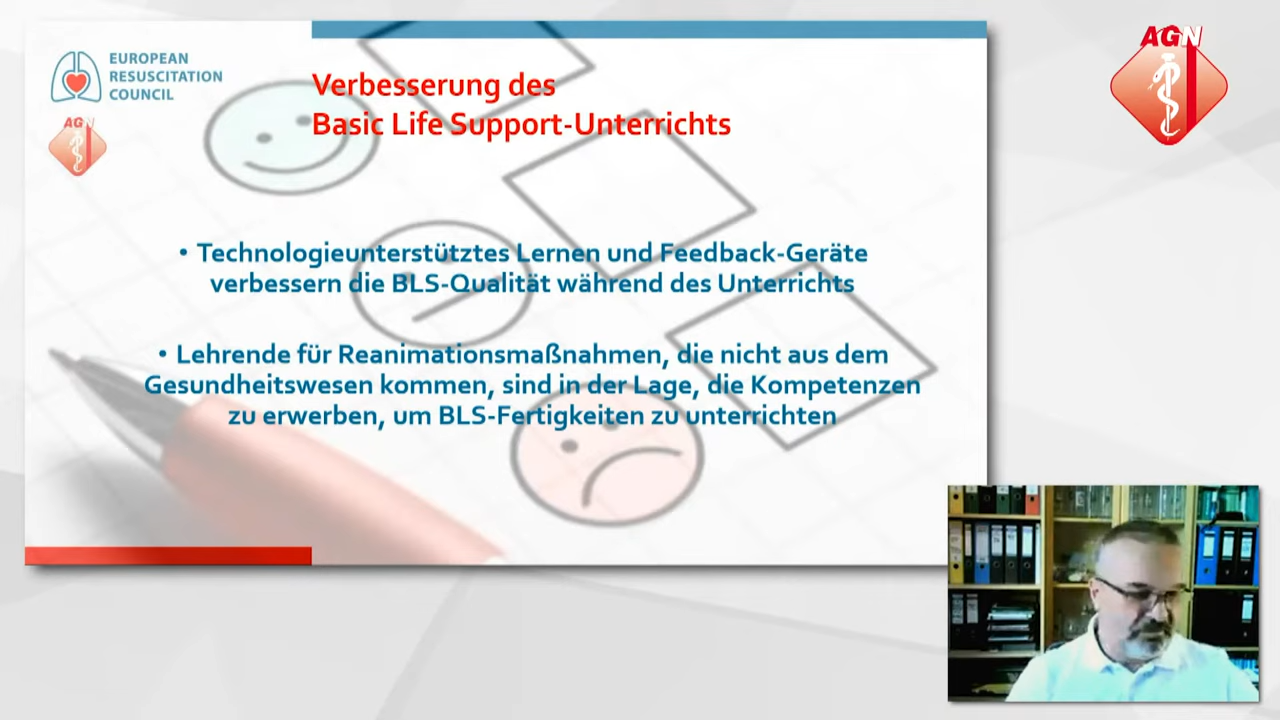 EUROPEAN
RESUSCITATION
COUNCIL
AGN
Verbesserung des
Basic Life Support-Unterrichts
• Technologieunterstütztes Lernen und Feedback-Geräte
verbessern die BLS-Qualität während des Unterrichts
• Lehrende für Reanimationsmaßnahmen, die nicht aus dem
Gesundheitswesen kommen, sind in der Lage, die Kompetenzen
zu erwerben, um BLS-Fertigkeiten zu unterrichten
AGN